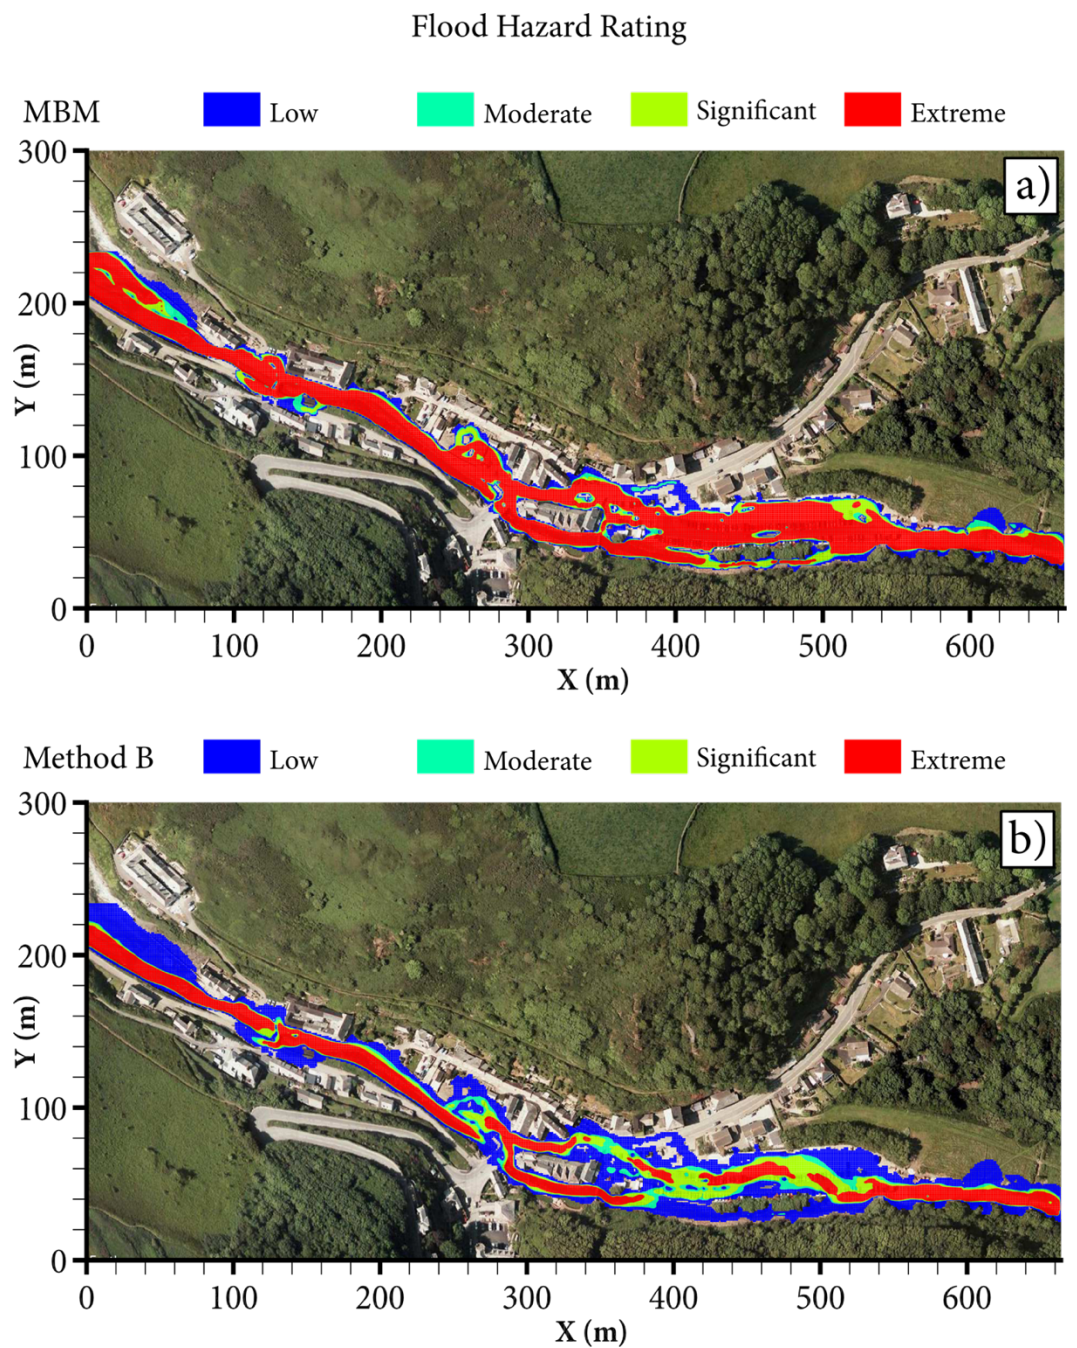 Flood Hazard Rating
MBM
Low
Moderate
Significant
Extreme
a)
300
200
100
0
Y (m)
0 100 200 300 400 500 600
X (m)
Method B
Low
Moderate
Significant
Extreme
b)
300
200
100
0
Y (m)
0 100 200 300 400 500 600
X (m)